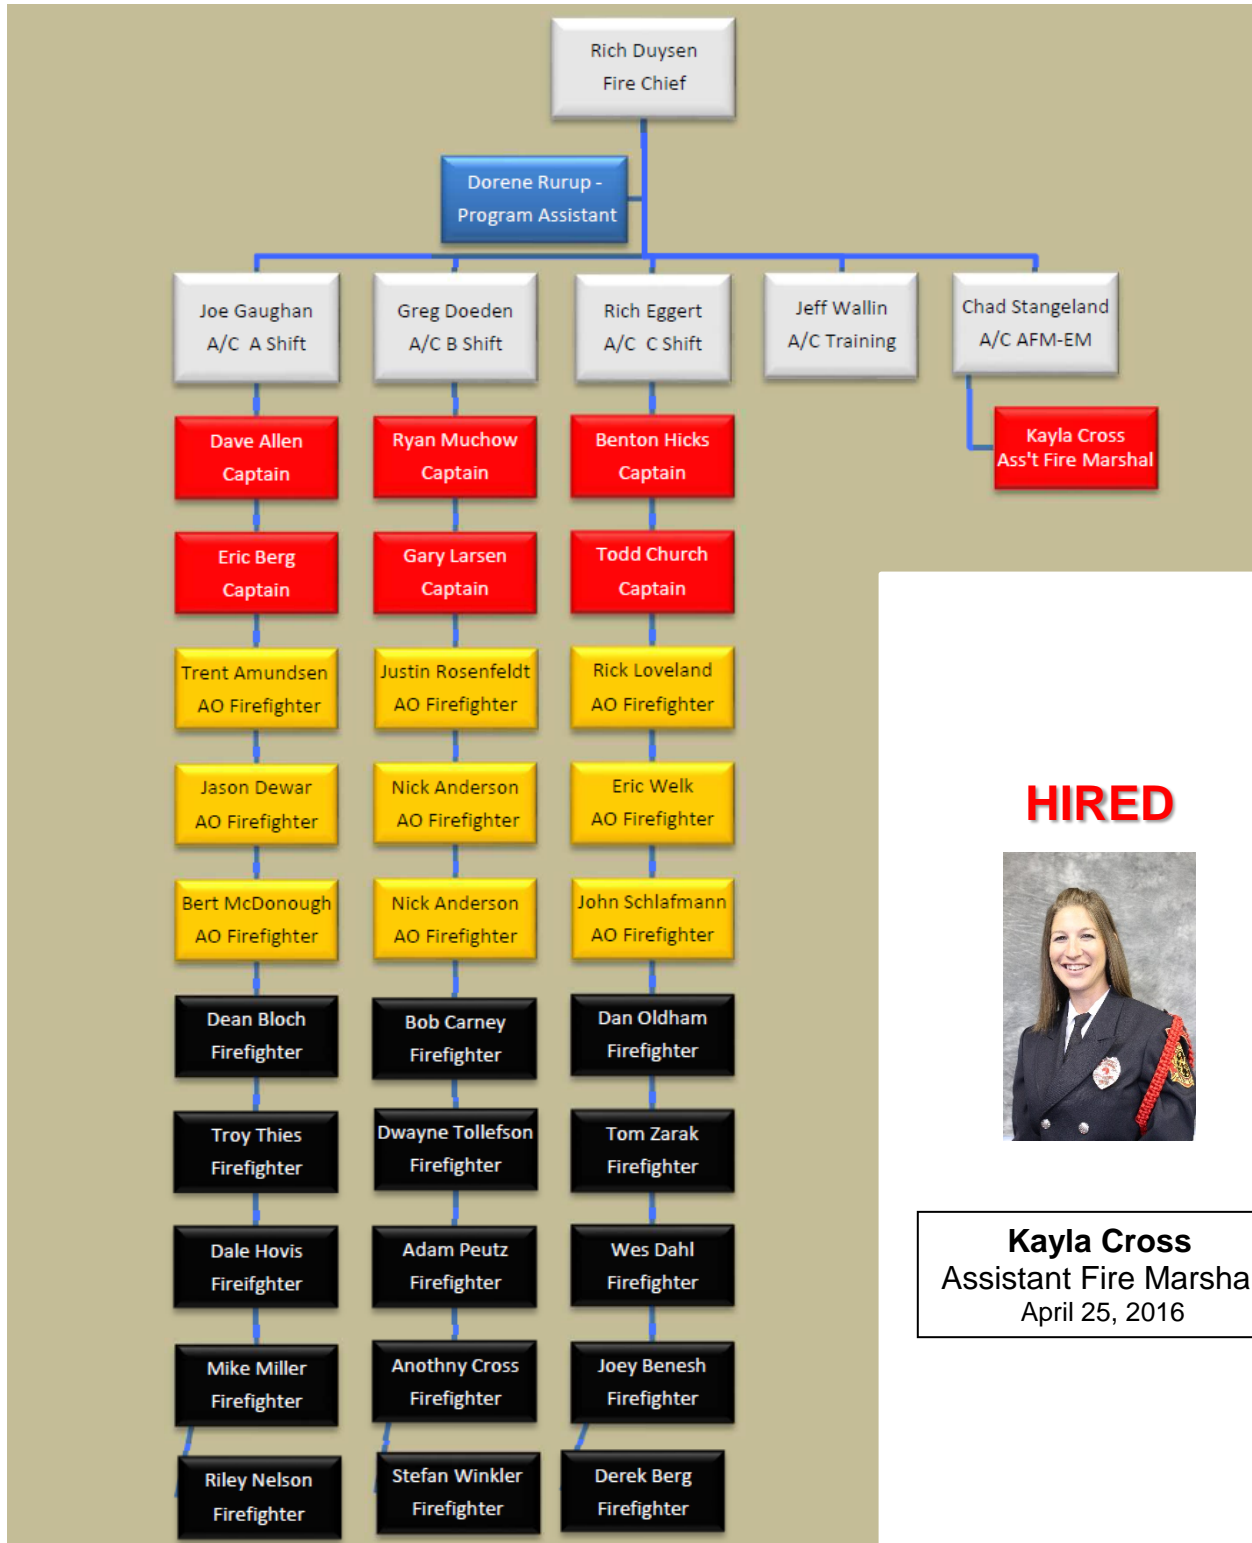 Rich Duysen
Fire Chief
Dorene Rurup -
Program Assistant
Joe Gaughan
A/C A Shift
Greg Doeden
A/C B Shift
Rich Eggert
A/C C Shift
Jeff Wallin
A/C Training
Chad Stangeland
A/C AFM-EM
Dave Allen
Captain
Ryan Muchow
Captain
Benton Hicks
Captain
Kayla Cross
Ass't Fire Marshal
Eric Berg
Captain
Gary Larsen
Captain
Todd Church
Captain
Trent Amundsen
AO Firefighter
Justin Rosenfeldt
AO Firefighter
Rick Loveland
AO Firefighter
Jason Dewar
AO Firefighter
Nick Anderson
AO Firefighter
Eric Welk
AO Firefighter
Bert McDonough
AO Firefighter
Nick Anderson
AO Firefighter
John Schlafmann
AO Firefighter
Dean Bloch
Firefighter
Bob Carney
Firefighter
Dan Oldham
Firefighter
Troy Thies
Firefighter
Dwayne Tollefson
Firefighter
Tom Zarak
Firefighter
Dale Hovis
Fireifghter
Adam Peutz
Firefighter
Wes Dahl
Firefighter
Mike Miller
Firefighter
Anothny Cross
Firefighter
Joey Benesh
Firefighter
Riley Nelson
Firefighter
Stefan Winkler
Firefighter
Derek Berg
Firefighter
HIRED
Kayla Cross
Assistant Fire Marsha
April 25, 2016